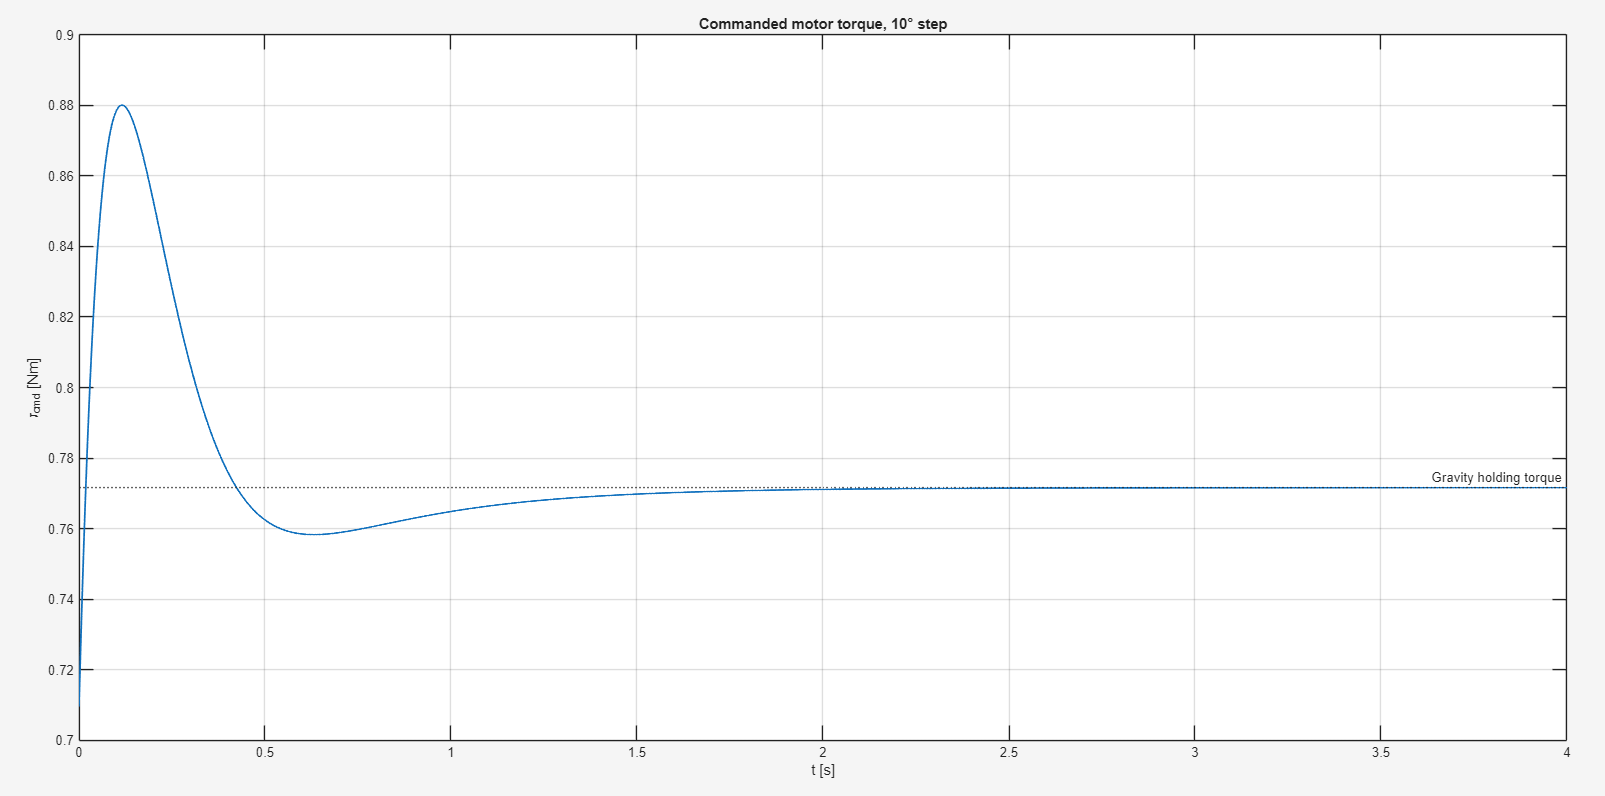 Commanded motor torque, 10° step
0.9
0.88
0.86
0.84
0.82
0.8
0.78
0.76
0.74
0.72
0.7
τcmd [Nm]
Gravity holding torque
0 0.5 1 1.5 2 2.5 3 3.5 4
t [s]